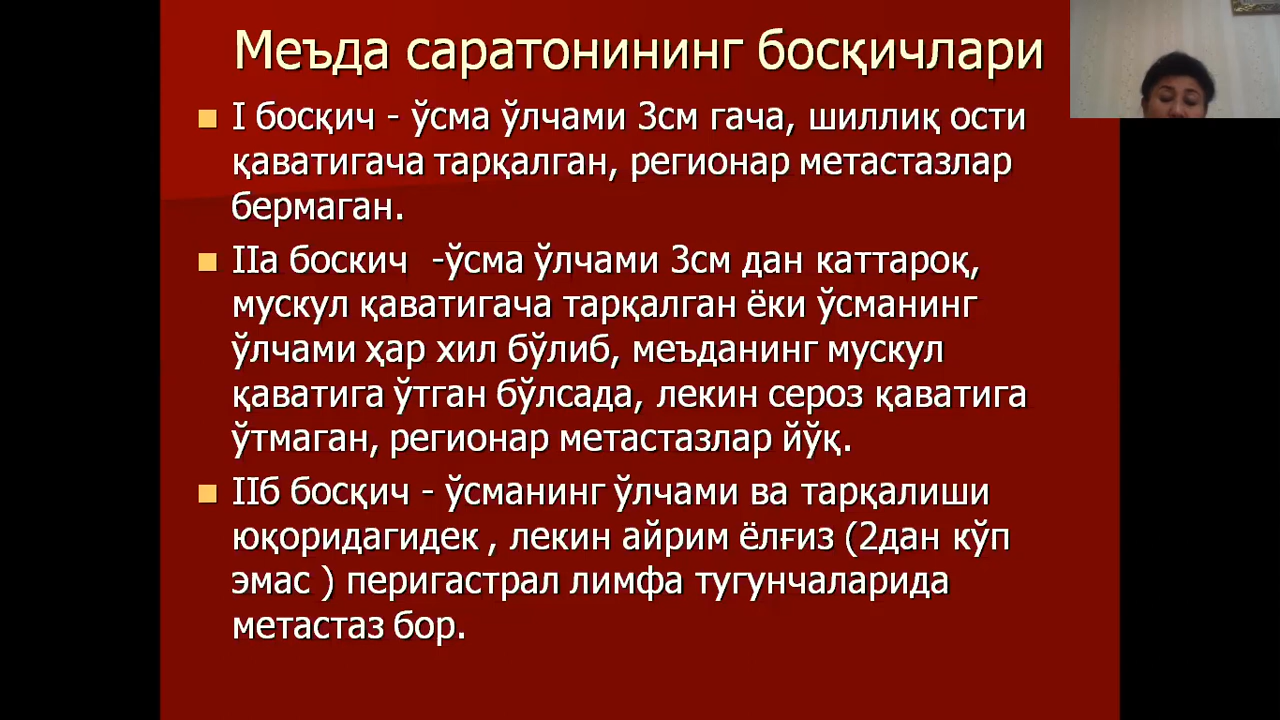 Меъда саратонининг босқичлари
I босқич - ўсма ўлчами 3см гача, шиллиқ ости
қаватигача тарқалган, регионар метастазлар
бермаган.
IIа боскич -ўсма ўлчами 3см дан каттароқ,
мускул қаватигача тарқалган ёки ўсманинг
ўлчами ҳар хил бўлиб, меъданинг мускул
қаватига ўтган бўлсада, лекин сероз қаватига
ўтмаган, регионар метастазлар йўқ.
IIб босқич - ўсманинг ўлчами ва тарқалиши
юқоридагидек , лекин айрим ёлғиз (2дан кўп
эмас ) перигастрал лимфа тугунчаларида
метастаз бор.